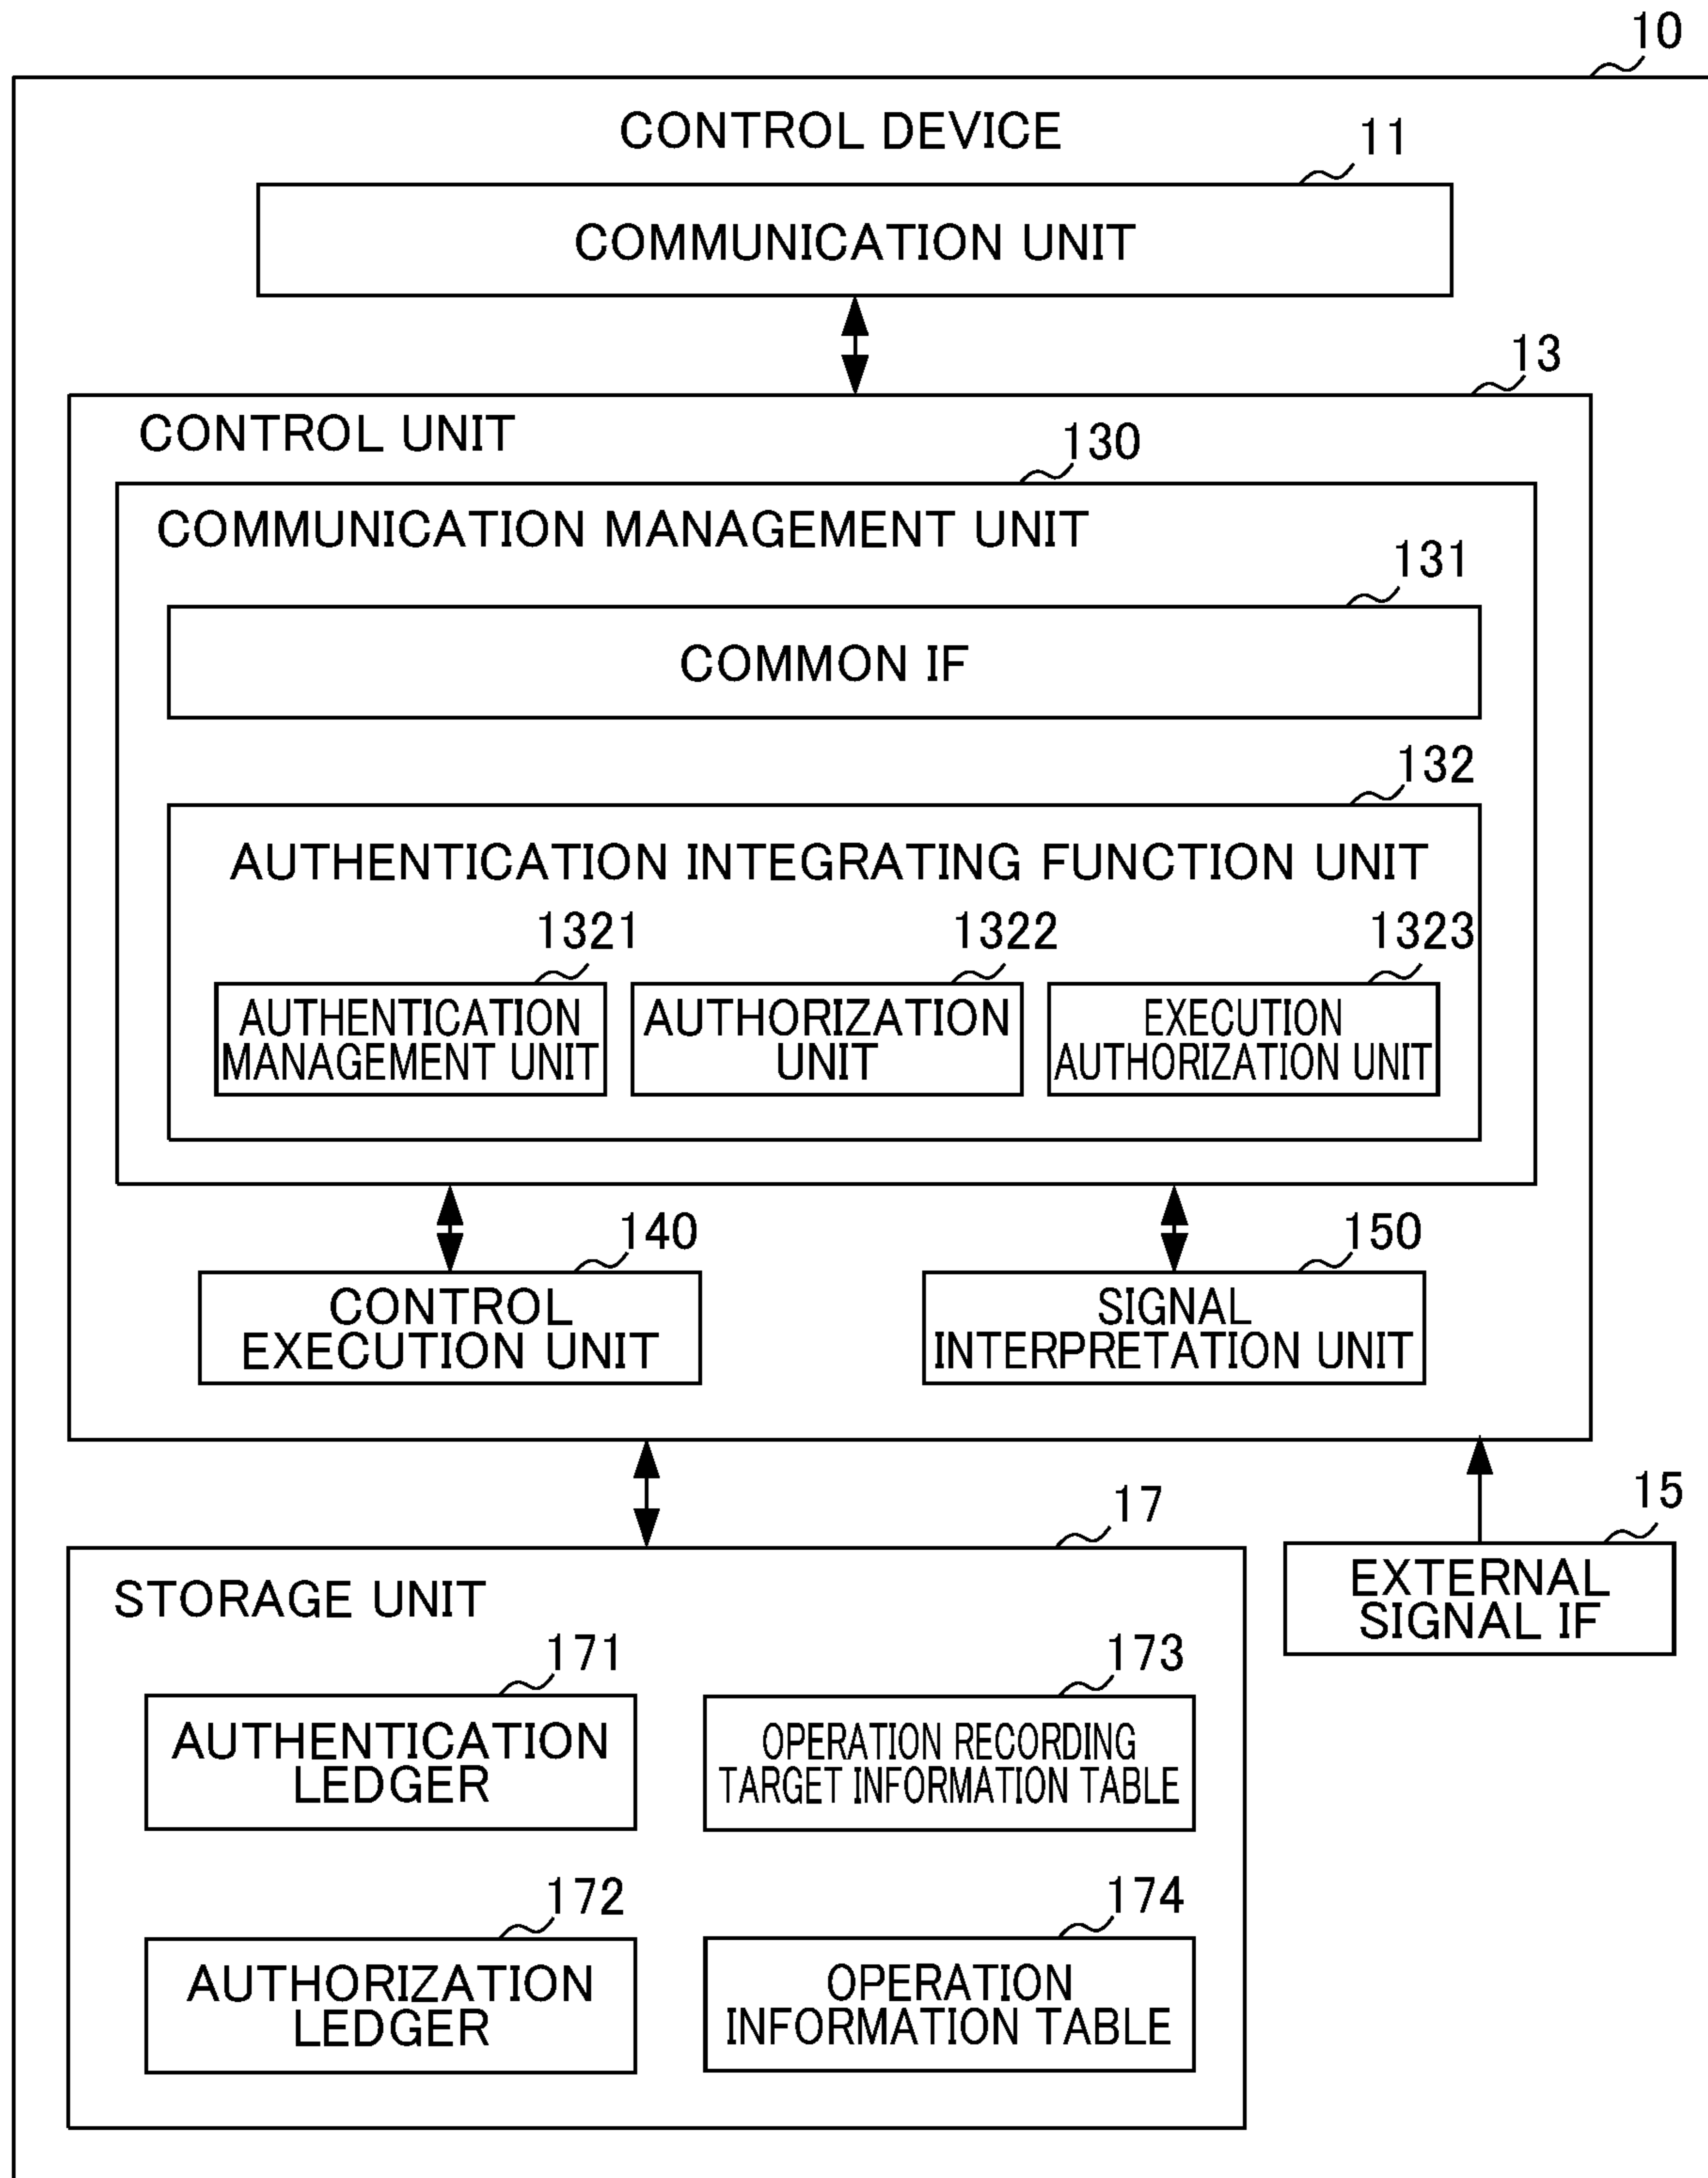 10
CONTROL DEVICE
11
COMMUNICATION UNIT
13
CONTROL UNIT
130
COMMUNICATION MANAGEMENT UNIT
131
COMMON IF
132
AUTHENTICATION INTEGRATING FUNCTION UNIT
1321
AUTHENTICATION
MANAGEMENT UNIT
1322
AUTHORIZATION
UNIT
1323
EXECUTION
AUTHORIZATION UNIT
140
CONTROL
EXECUTION UNIT
150
SIGNAL
INTERPRETATION UNIT
17
STORAGE UNIT
15
EXTERNAL
SIGNAL IF
171
AUTHENTICATION
LEDGER
173
OPERATION RECORDING
TARGET INFORMATION TABLE
172
AUTHORIZATION
LEDGER
174
OPERATION
INFORMATION TABLE